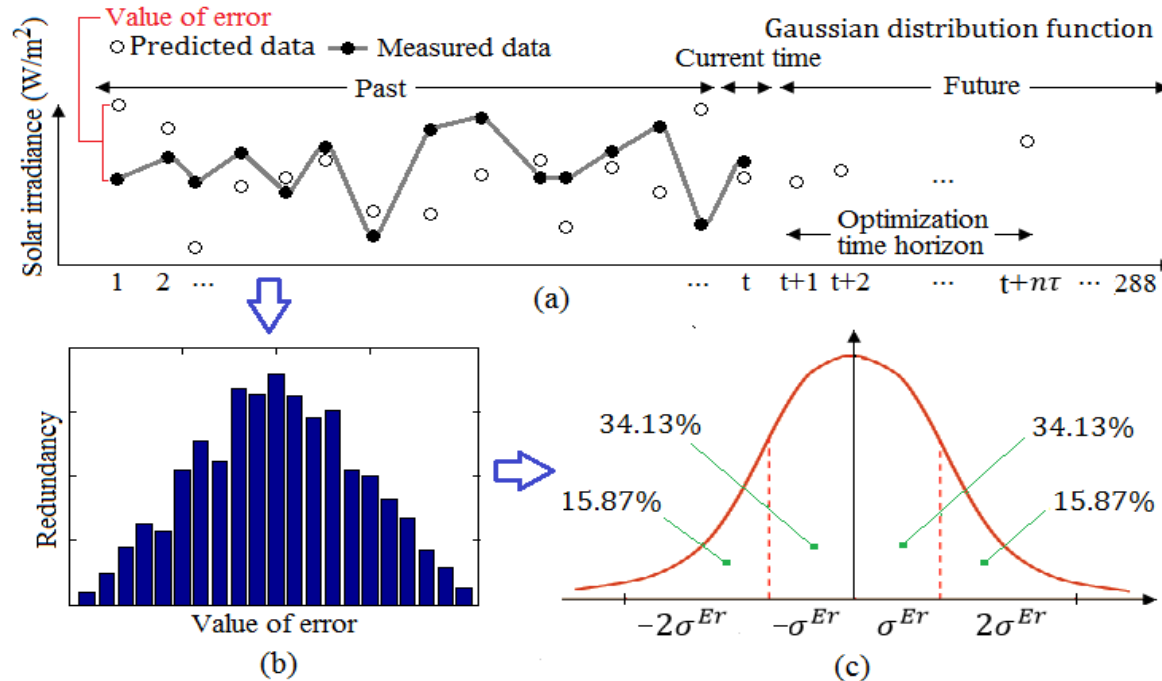 Value of error
Predicted data
Measured data
Gaussian distribution function
Current time
Past
Future
Solar irradiance (W/m²)
...
Optimization
time horizon
1 2 ... ... t t+1 t+2 ... t+nτ ... 288
(a)
Redundancy
Value of error
(b)
34.13%
34.13%
15.87%
15.87%
−2σᴱʳ −σᴱʳ σᴱʳ 2σᴱʳ
(c)